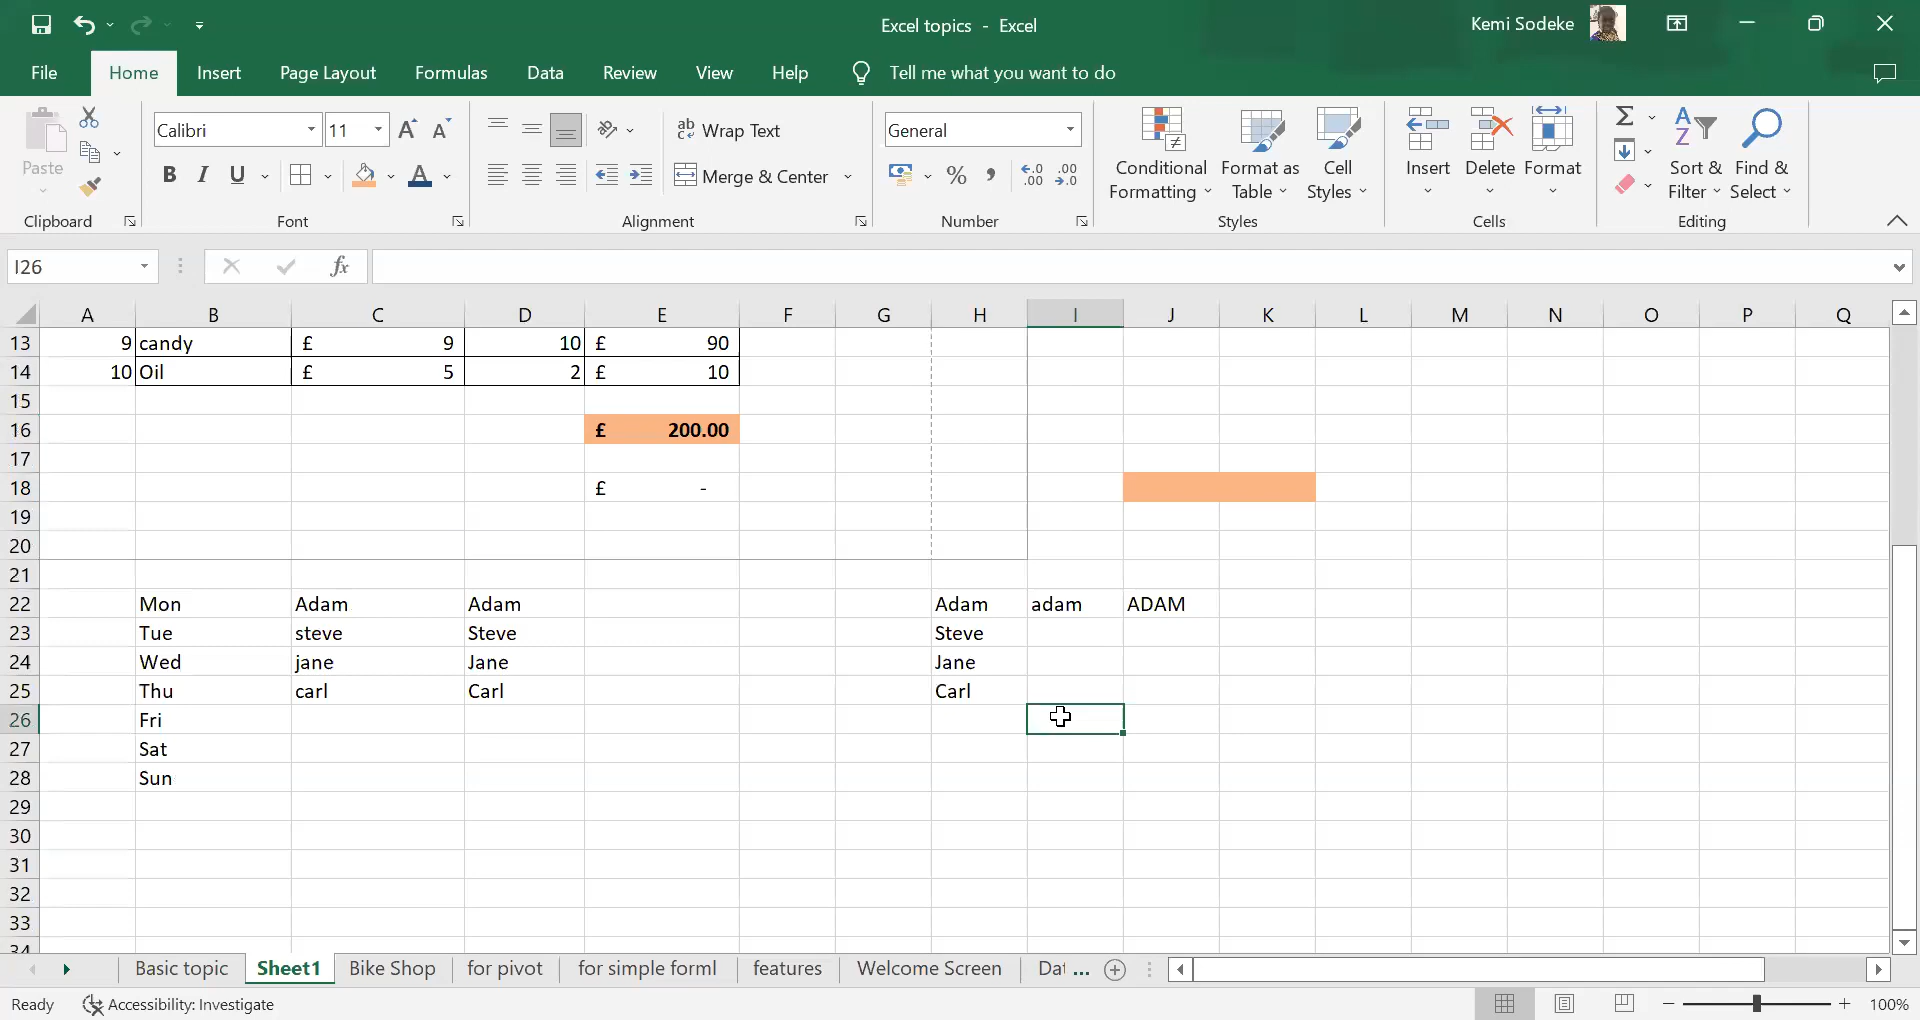 Excel topics - Excel
Kemi Sodeke
File Home Insert Page Layout Formulas Data Review View Help Tell me what you want to do
Paste
Clipboard
Calibri 11
B I U
Font
Wrap Text
Merge & Center
Alignment
General
% ,
Number
Conditional Formatting
Format as Table
Cell Styles
Styles
Insert Delete Format
Cells
Sort & Filter
Find & Select
Editing
I26
fx
A B C D E F G H I J K L M N O P Q
13 9 candy £ 9 10 £ 90
14 10 Oil £ 5 2 £ 10
15
16 £ 200.00
17
18 £ -
19
20
21
22 Mon Adam Adam Adam adam ADAM
23 Tue steve Steve Steve
24 Wed jane Jane Jane
25 Thu carl Carl Carl
26 Fri
27 Sat
28 Sun
29
30
31
32
33
34
Basic topic Sheet1 Bike Shop for pivot for simple forml features Welcome Screen Dat ...
Ready Accessibility: Investigate 100%